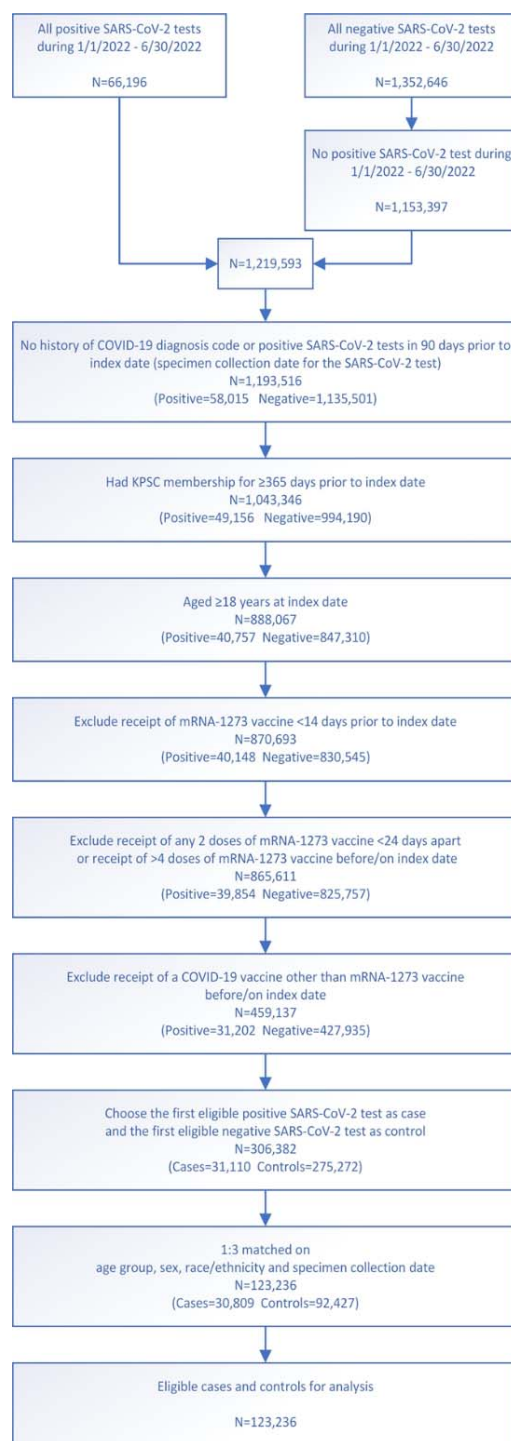 All positive SARS-CoV-2 tests
during 1/1/2022 - 6/30/2022
N=66,196
All negative SARS-CoV-2 tests
during 1/1/2022 - 6/30/2022
N=1,352,646
No positive SARS-CoV-2 test during
1/1/2022 - 6/30/2022
N=1,153,397
N=1,219,593
No history of COVID-19 diagnosis code or positive SARS-CoV-2 tests in 90 days prior to
index date (specimen collection date for the SARS-CoV-2 test)
N=1,193,516
(Positive=58,015 Negative=1,135,501)
Had KPSC membership for ≥365 days prior to index date
N=1,043,346
(Positive=49,156 Negative=994,190)
Aged ≥18 years at index date
N=888,067
(Positive=40,757 Negative=847,310)
Exclude receipt of mRNA-1273 vaccine <14 days prior to index date
N=870,693
(Positive=40,148 Negative=830,545)
Exclude receipt of any 2 doses of mRNA-1273 vaccine <24 days apart
or receipt of >4 doses of mRNA-1273 vaccine before/on index date
N=865,611
(Positive=39,854 Negative=825,757)
Exclude receipt of a COVID-19 vaccine other than mRNA-1273 vaccine
before/on index date
N=459,137
(Positive=31,202 Negative=427,935)
Choose the first eligible positive SARS-CoV-2 test as case
and the first eligible negative SARS-CoV-2 test as control
N=306,382
(Cases=31,110 Controls=275,272)
1:3 matched on
age group, sex, race/ethnicity and specimen collection date
N=123,236
(Cases=30,809 Controls=92,427)
Eligible cases and controls for analysis
N=123,236